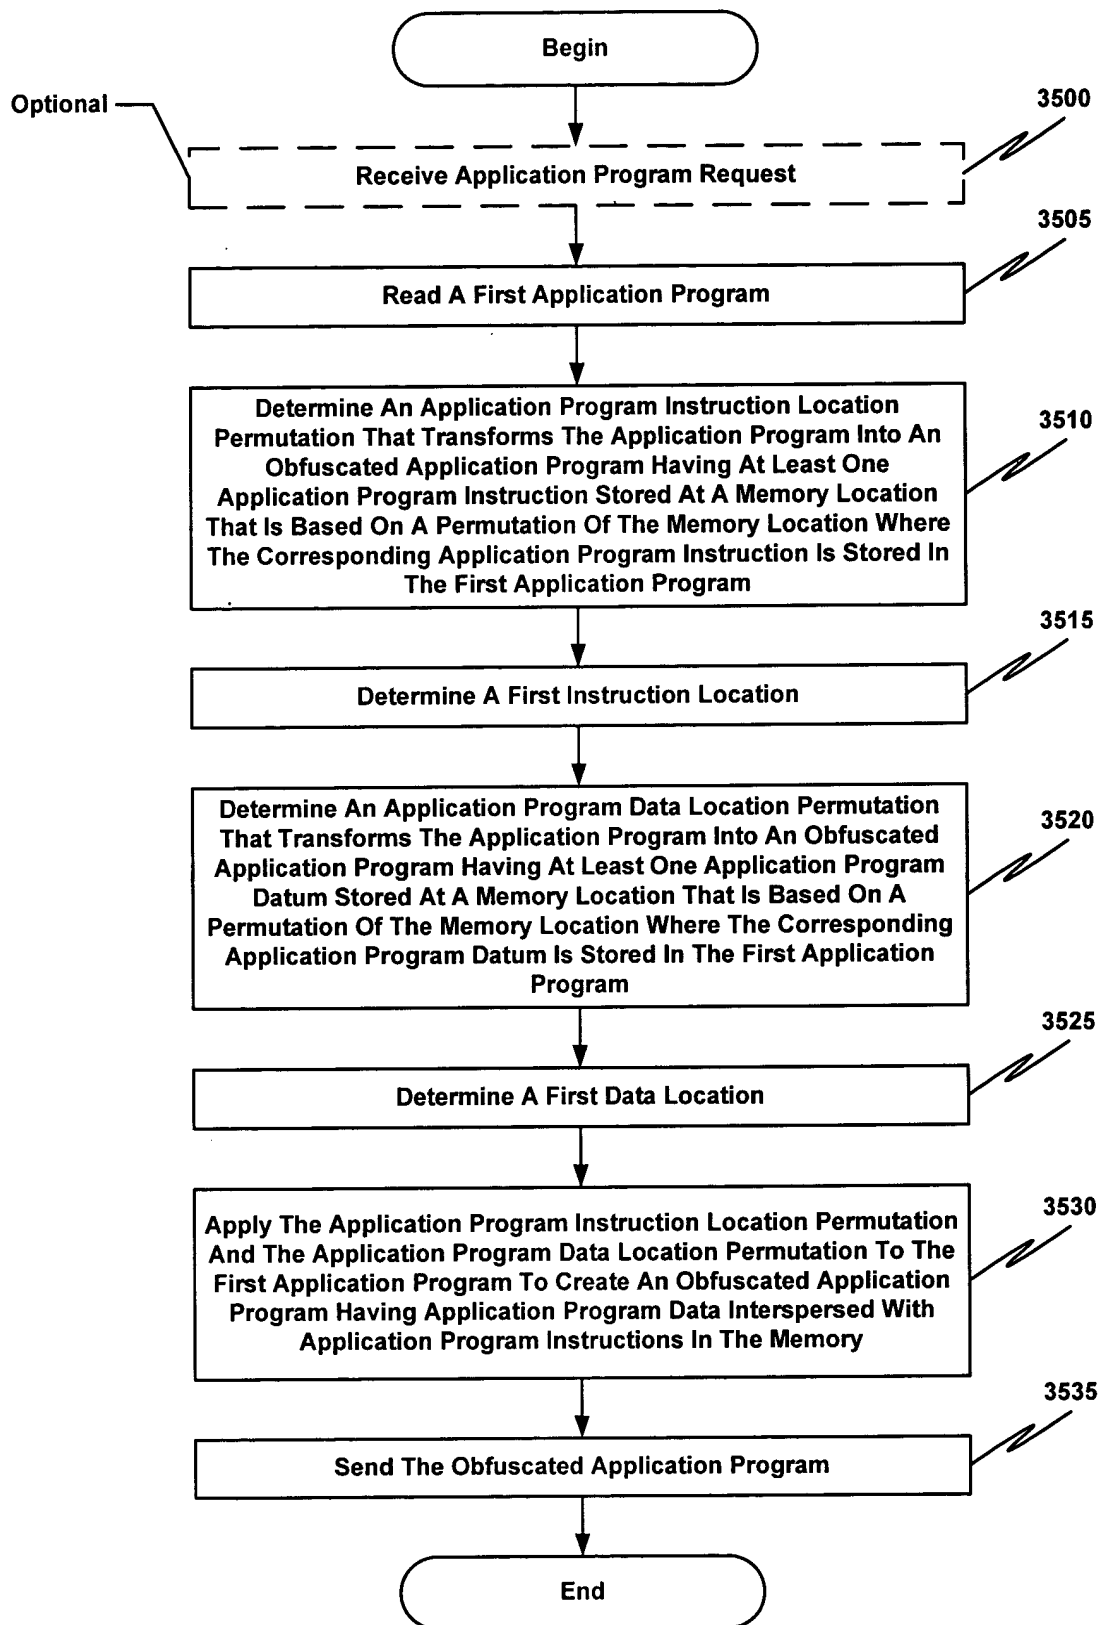 Begin
Optional
3500
Receive Application Program Request
3505
Read A First Application Program
Determine An Application Program Instruction Location
Permutation That Transforms The Application Program Into An
Obfuscated Application Program Having At Least One
Application Program Instruction Stored At A Memory Location
That Is Based On A Permutation Of The Memory Location Where
The Corresponding Application Program Instruction Is Stored In
The First Application Program
3510
3515
Determine A First Instruction Location
Determine An Application Program Data Location Permutation
That Transforms The Application Program Into An Obfuscated
Application Program Having At Least One Application Program
Datum Stored At A Memory Location That Is Based On A
Permutation Of The Memory Location Where The Corresponding
Application Program Datum Is Stored In The First Application
Program
3520
3525
Determine A First Data Location
Apply The Application Program Instruction Location Permutation
And The Application Program Data Location Permutation To The
First Application Program To Create An Obfuscated Application
Program Having Application Program Data Interspersed With
Application Program Instructions In The Memory
3530
3535
Send The Obfuscated Application Program
End